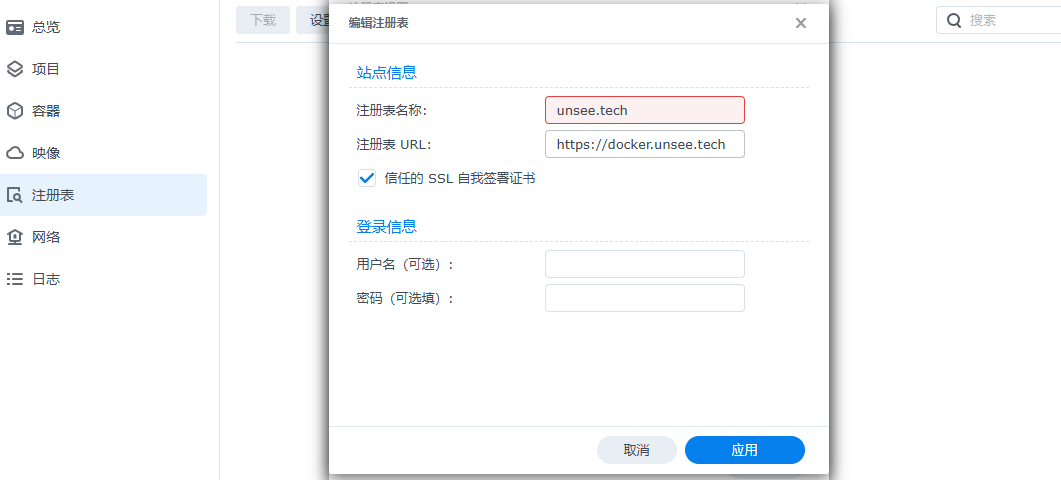 总览
项目
容器
映像
注册表
网络
日志
下载
设置
搜索
编辑注册表
站点信息
注册表名称:
unsee.tech
注册表 URL:
https://docker.unsee.tech
信任的 SSL 自我签署证书
登录信息
用户名（可选）:
密码（可选填）:
取消
应用